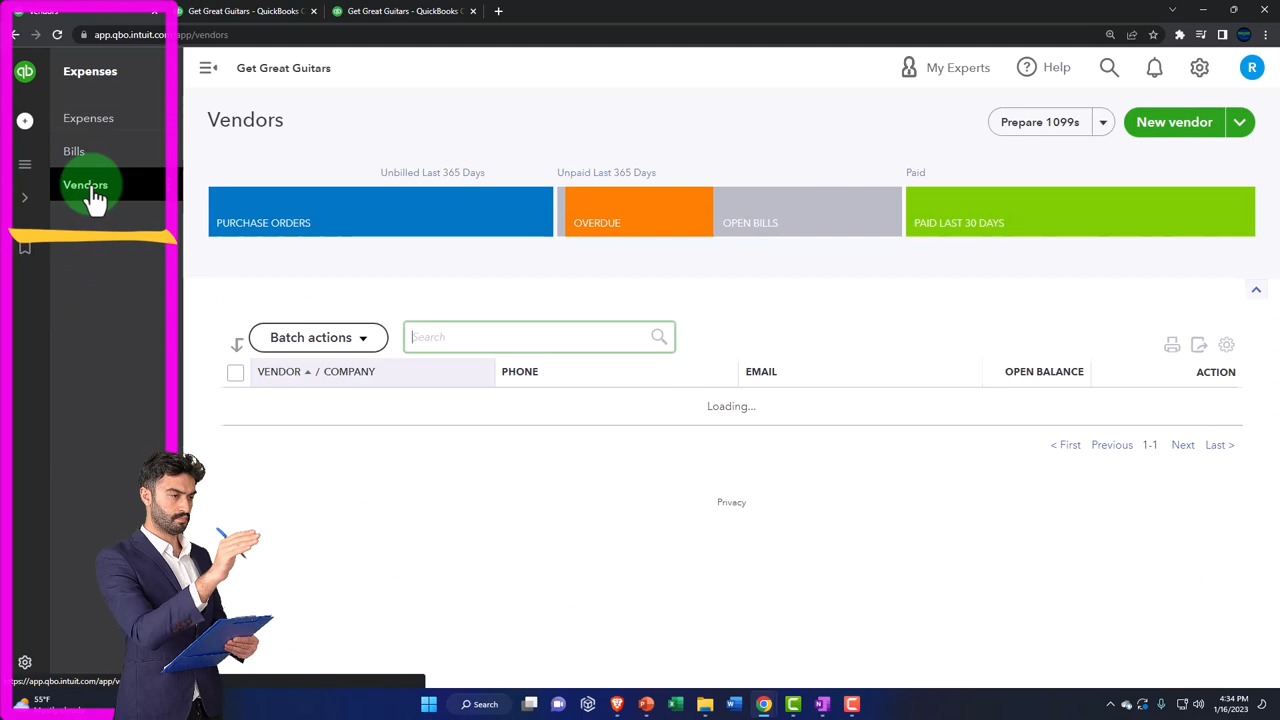 Vendors
Get Great Guitars - QuickBooks O
Get Great Guitars - QuickBooks O
app.qbo.intuit.com/app/vendors
qb
Expenses
Get Great Guitars
My Experts
Help
R
Expenses
Bills
Vendors
Vendors
Prepare 1099s
New vendor
Unbilled Last 365 Days
Unpaid Last 365 Days
Paid
PURCHASE ORDERS
OVERDUE
OPEN BILLS
PAID LAST 30 DAYS
Batch actions
Search
VENDOR / COMPANY
PHONE
EMAIL
OPEN BALANCE
ACTION
Loading...
< First Previous 1-1 Next Last >
Privacy
https://app.qbo.intuit.com/app/ve
55°F
Search
4:34 PM
1/16/2023